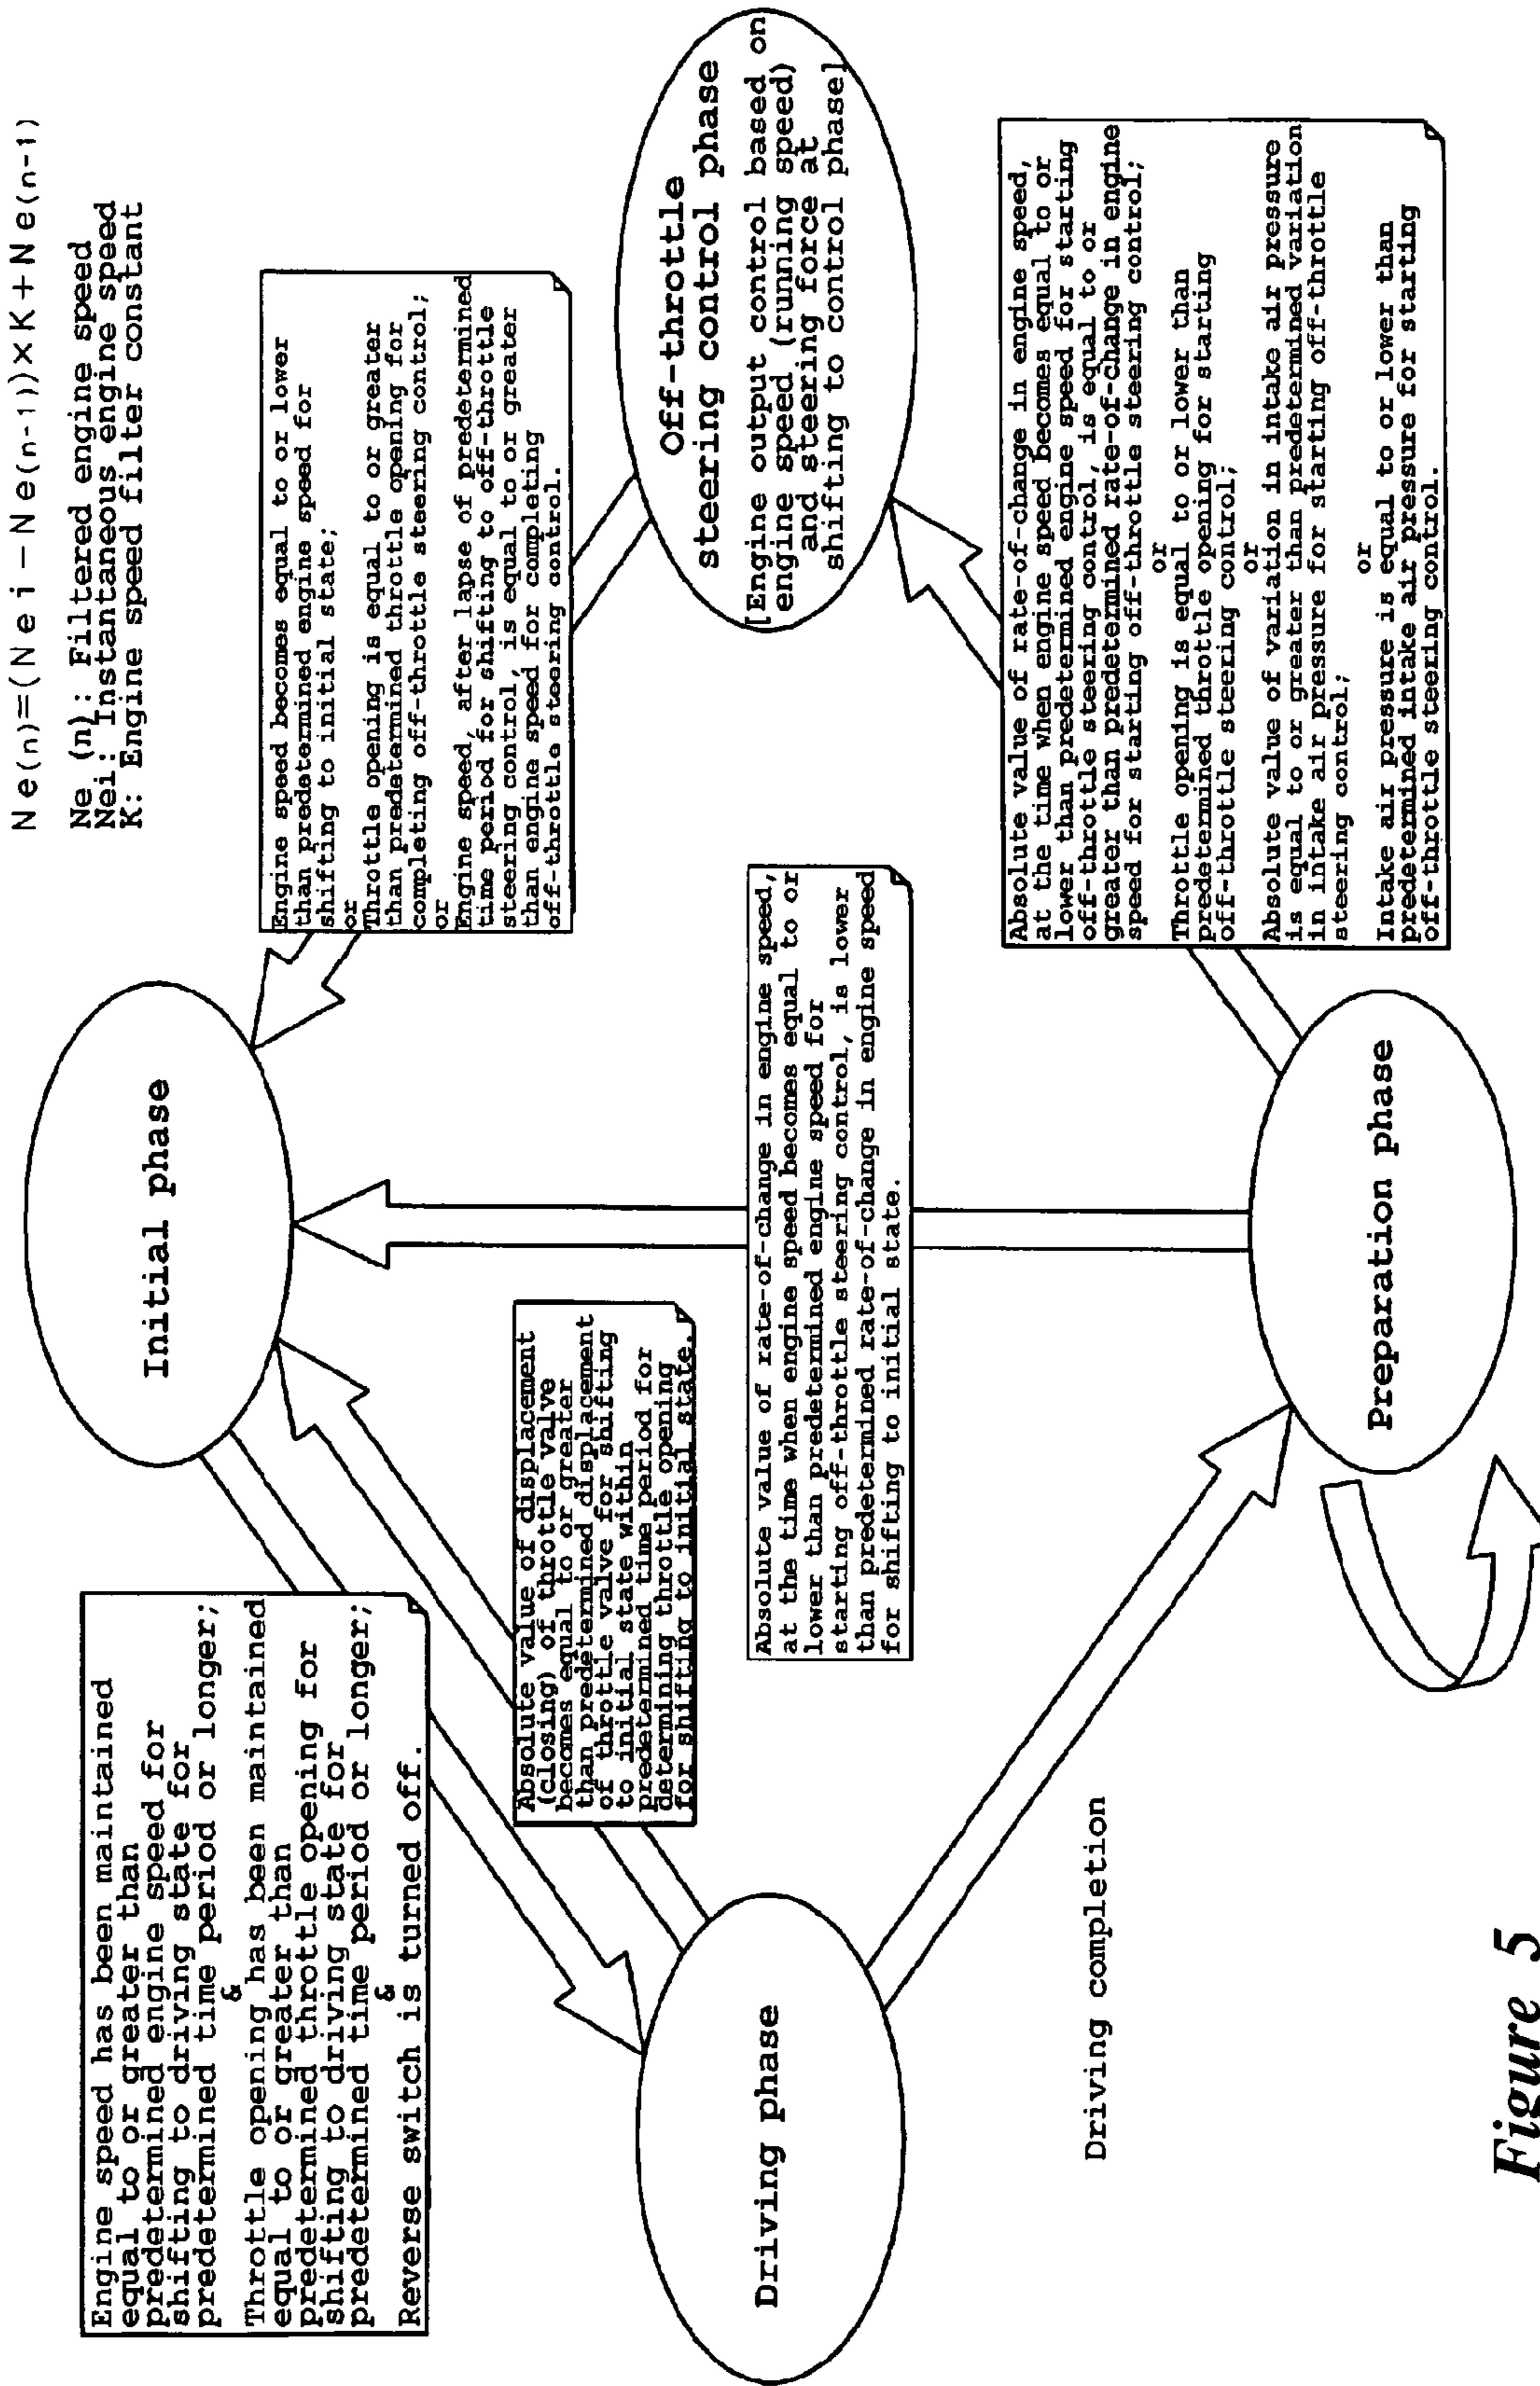 Ne(n)=(Nei-Ne(n-1))×K+Ne(n-1)
Ne (n): Filtered engine speed
Nei: Instantaneous engine speed
K: Engine speed filter constant
Initial phase
Engine speed has been maintained
equal to or greater than
predetermined engine speed for
shifting to driving state for
predetermined time period or longer;
&
Throttle opening has been maintained
equal to or greater than
predetermined throttle opening for
shifting to driving state for
predetermined time period or longer;
&
Reverse switch is turned off.
Engine speed becomes equal to or lower
than predetermined engine speed for
shifting to initial state;
or
Throttle opening is equal to or greater
than predetermined throttle opening for
completing off-throttle steering control;
or
Engine speed, after lapse of predetermined
time period for shifting to off-throttle
steering control, is equal to or greater
than engine speed for completing
off-throttle steering control.
Absolute value of displacement
(closing) of throttle valve
becomes equal to or greater
than predetermined displacement
of throttle valve for shifting
to initial state within
predetermined time period for
determining throttle opening
for shifting to initial state.
Driving phase
Off-throttle
steering control phase
[Engine output control based on
engine speed (running speed)
and steering force at
shifting to control phase]
Absolute value of rate-of-change in engine speed,
at the time when engine speed becomes equal to or
lower than predetermined engine speed for
starting off-throttle steering control, is lower
than predetermined rate-of-change in engine speed
for shifting to initial state.
Absolute value of rate-of-change in engine speed,
at the time when engine speed becomes equal to or
lower than predetermined engine speed for starting
off-throttle steering control, is equal to or
greater than predetermined rate-of-change in engine
speed for starting off-throttle steering control;
or
Throttle opening is equal to or lower than
predetermined throttle opening for starting
off-throttle steering control;
or
Absolute value of variation in intake air pressure
is equal to or greater than predetermined variation
in intake air pressure for starting off-throttle
steering control;
or
Intake air pressure is equal to or lower than
predetermined intake air pressure for starting
off-throttle steering control.
Driving completion
Preparation phase
Figure 5